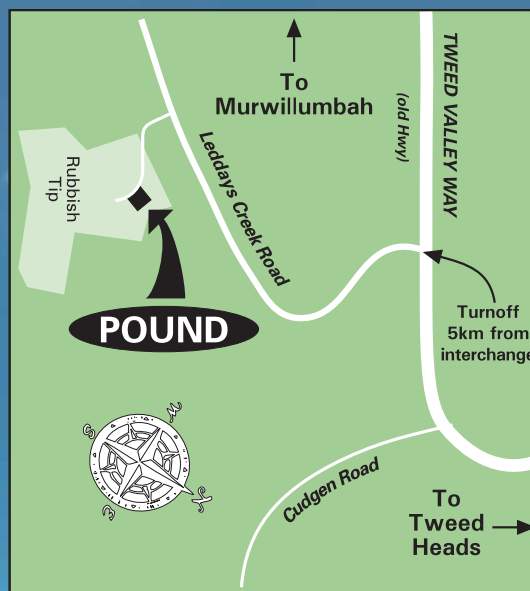 To
Murwillumbah
TWEED VALLEY WAY
(old Hwy)
Leddays Creek Road
Rubbish
Tip
POUND
Turnoff
5km from
interchange
Cudgen Road
To
Tweed
Heads
S
W
E
N